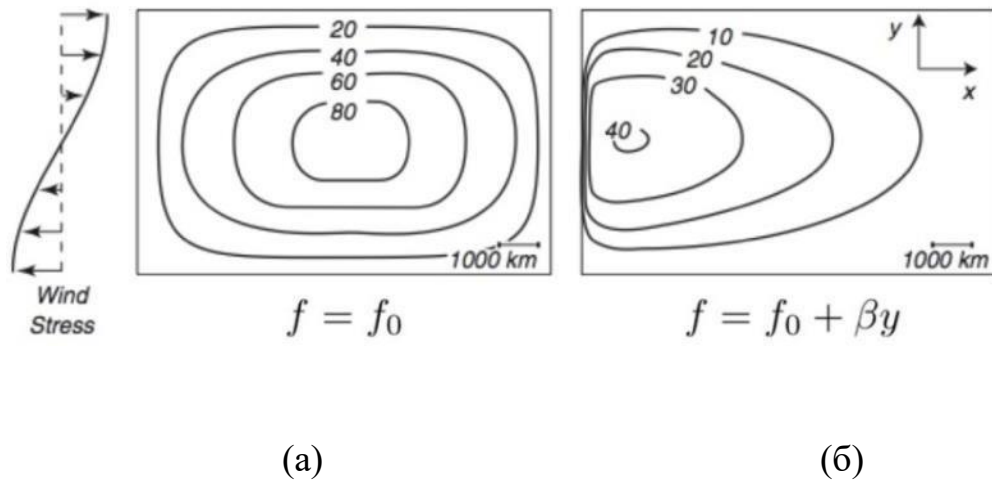 20
40
60
80
1000 km
10
20
30
40
y
x
1000 km
Wind
Stress
f = f₀
f = f₀ + βy
(а)
(б)